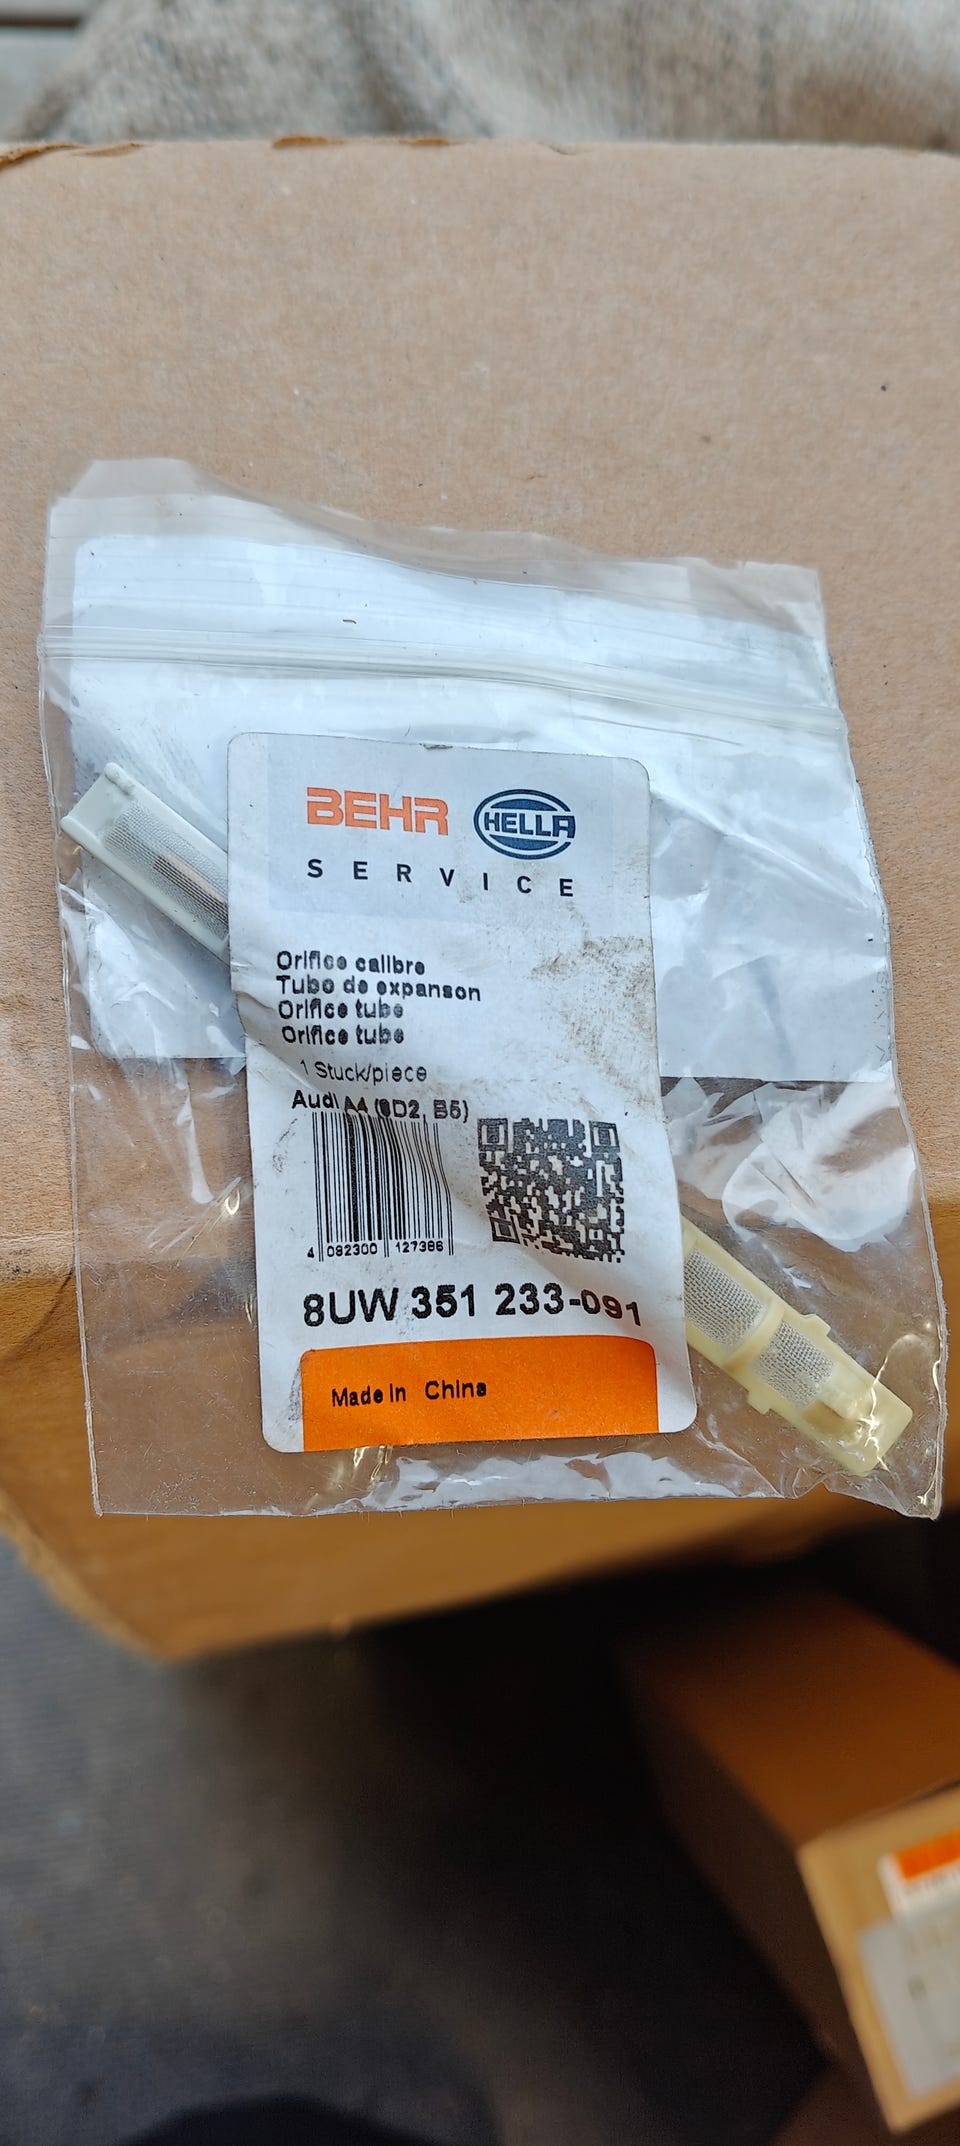 BEHR HELLA
SERVICE
Orifice calibre
Tubo de expanson
Orifice tube
Orifice tube
1 Stuck/piece
Audi A4 (8D2, B5)
4 082300 127386
8UW 351 233-091
Made in China